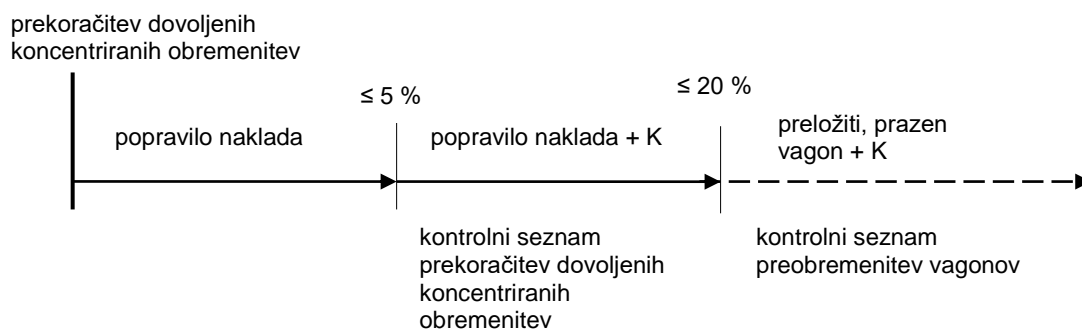 prekoračitev dovoljenih
koncentriranih obremenitev
≤ 5 %
≤ 20 %
popravilo naklada
popravilo naklada + K
preložiti, prazen
vagon + K
kontrolni seznam
prekoračitev dovoljenih
koncentriranih
obremenitev
kontrolni seznam
preobremenitev vagonov